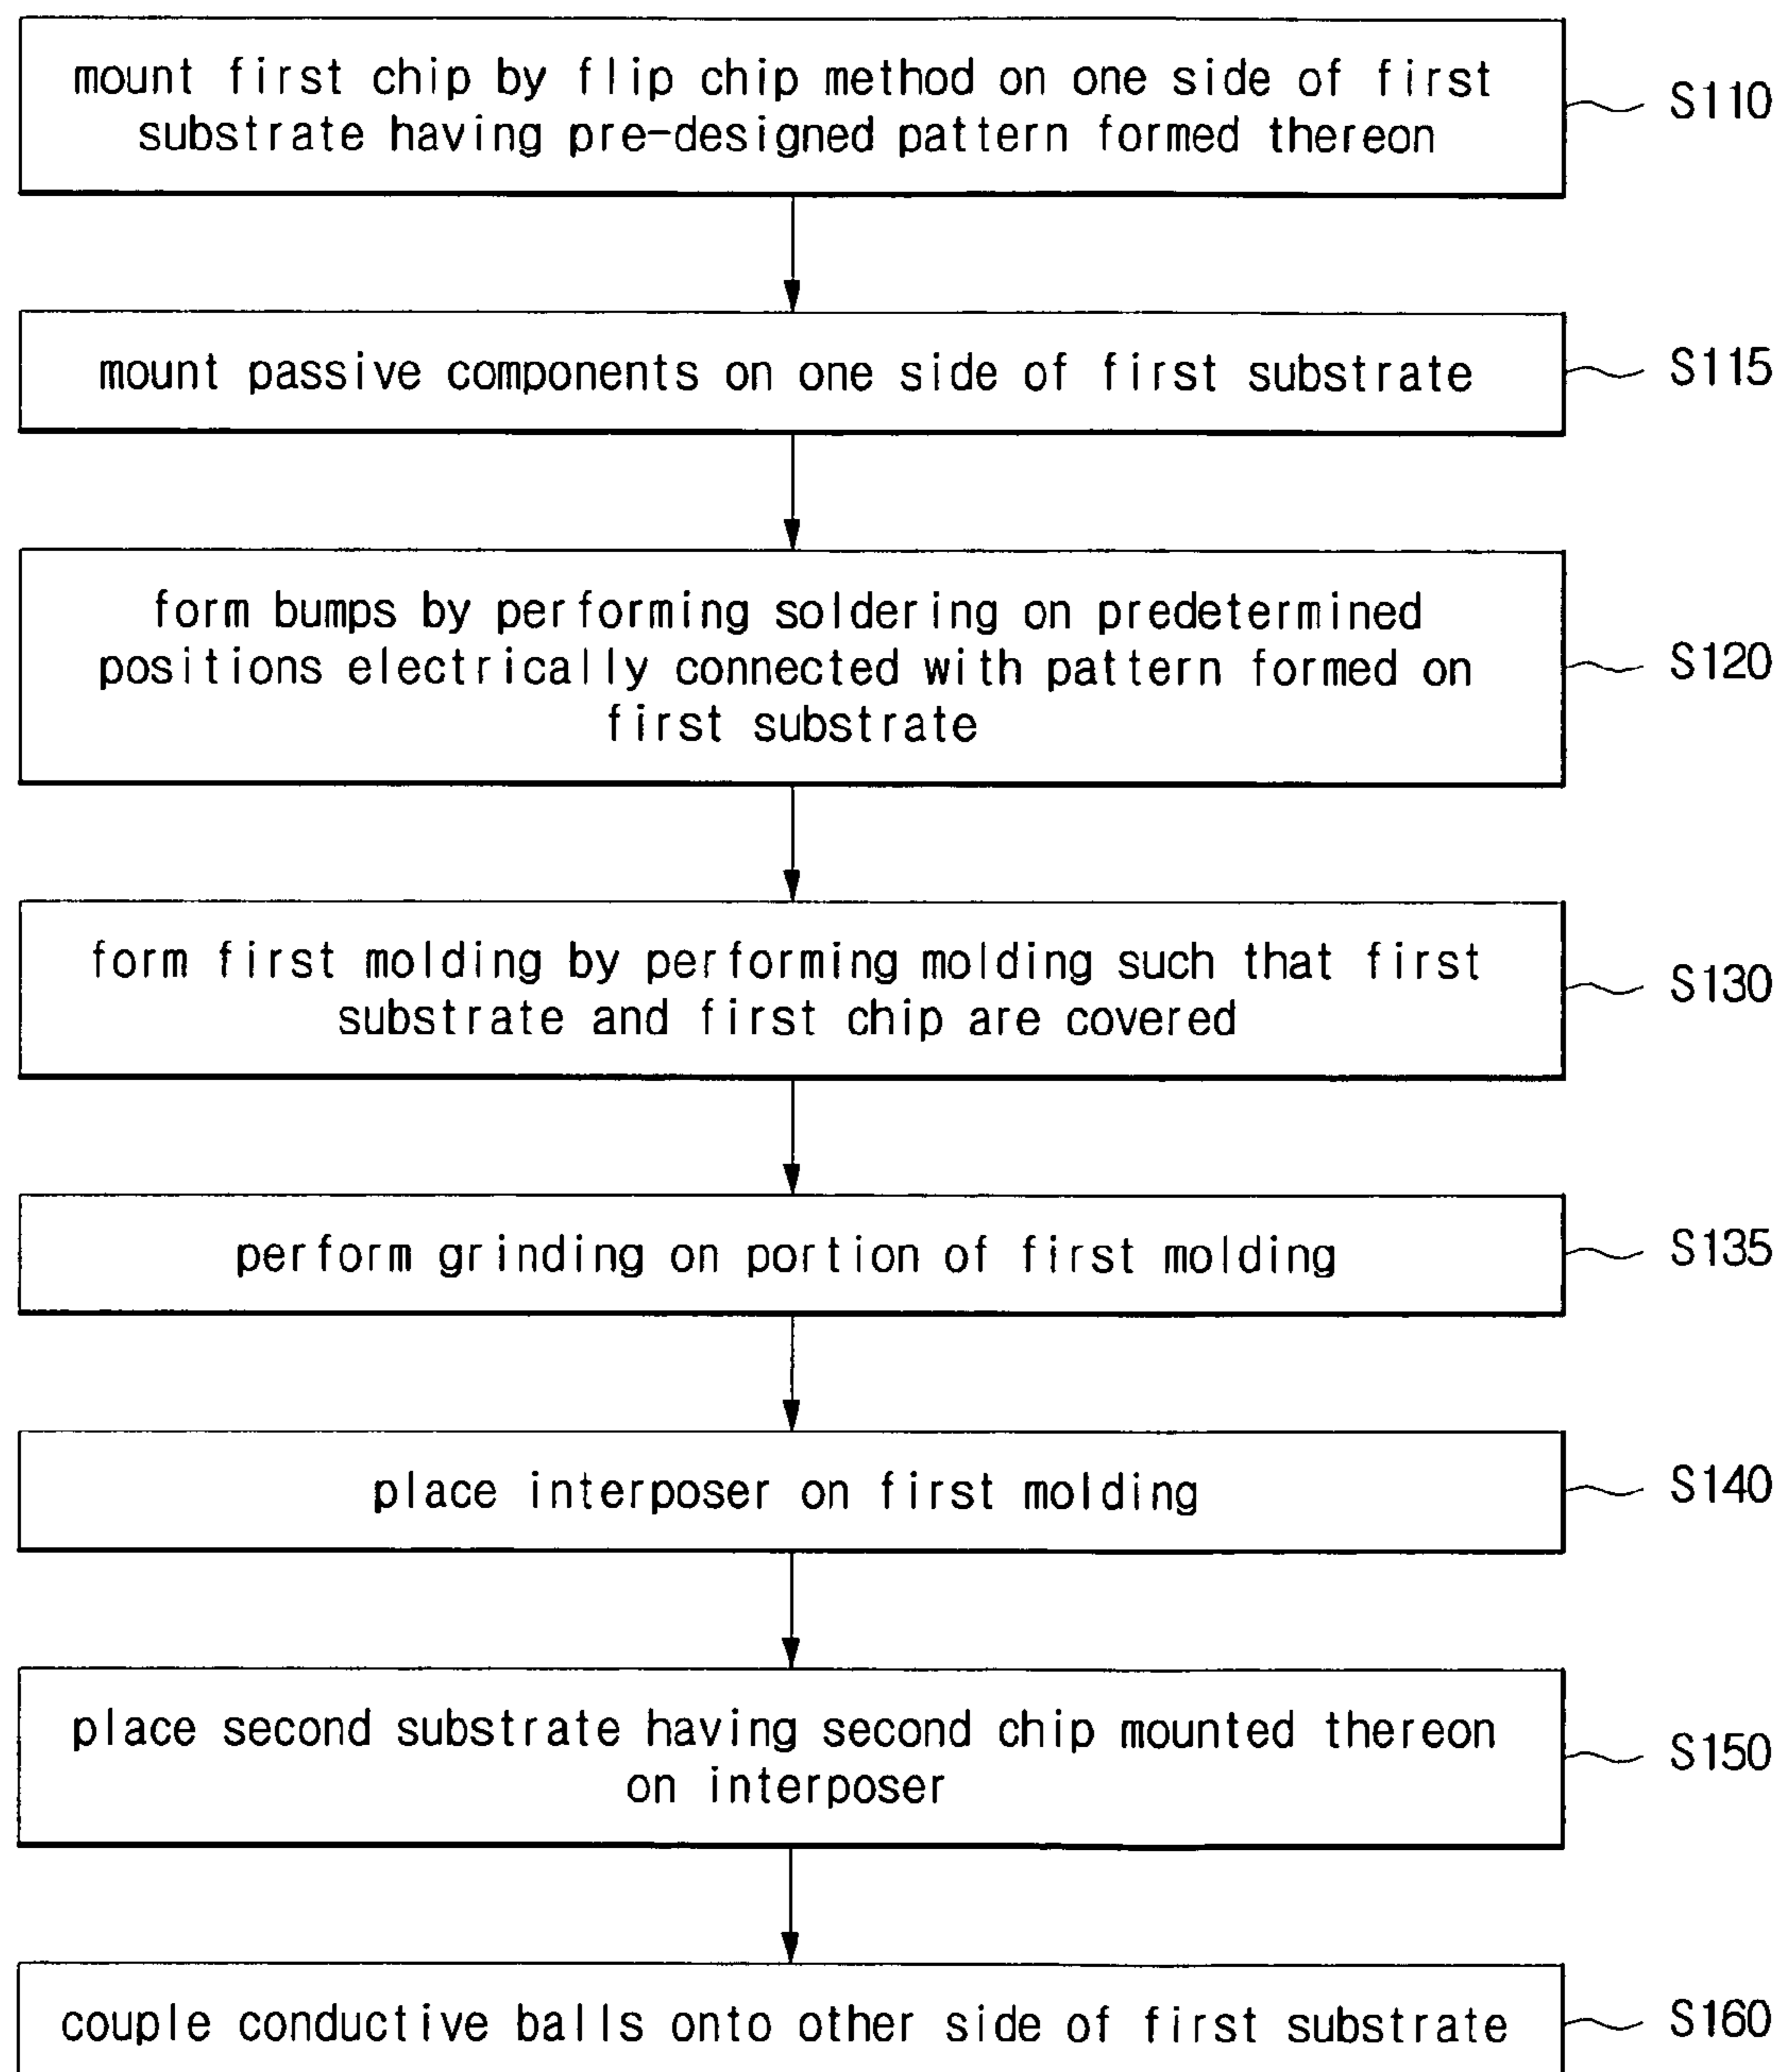 mount first chip by flip chip method on one side of first
substrate having pre-designed pattern formed thereon
S110
mount passive components on one side of first substrate
S115
form bumps by performing soldering on predetermined
positions electrically connected with pattern formed on
first substrate
S120
form first molding by performing molding such that first
substrate and first chip are covered
S130
perform grinding on portion of first molding
S135
place interposer on first molding
S140
place second substrate having second chip mounted thereon
on interposer
S150
couple conductive balls onto other side of first substrate
S160